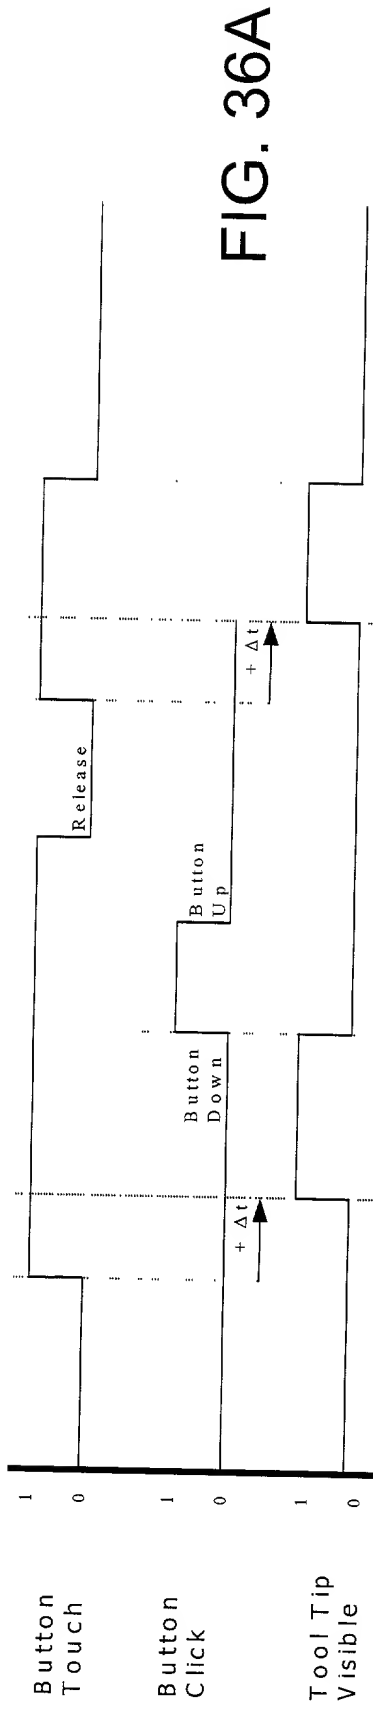 FIG. 36A
Button
Touch
1
0
Release
Button
Click
1
0
Button
Down
Button
Up
+ Δt
+ Δt
Tool Tip
Visible
1
0